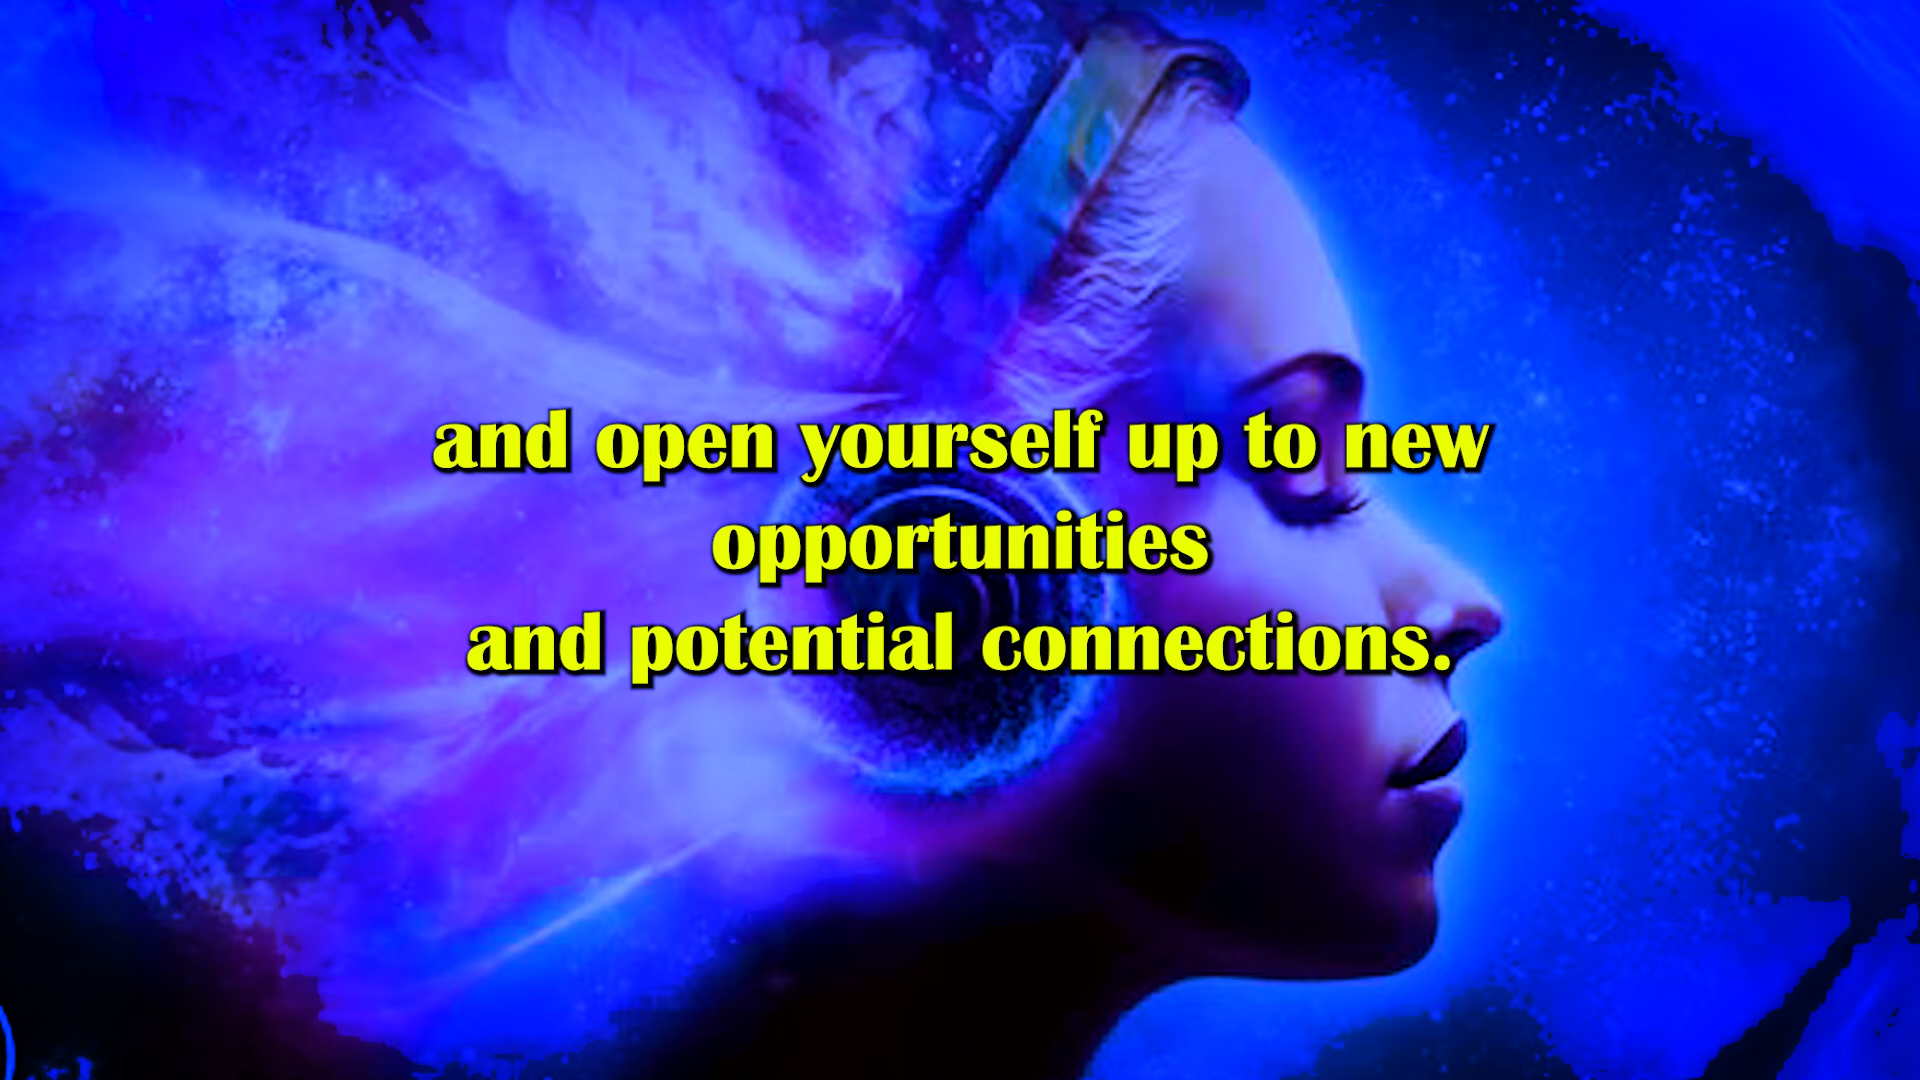 and open yourself up to new
opportunities
and potential connections.